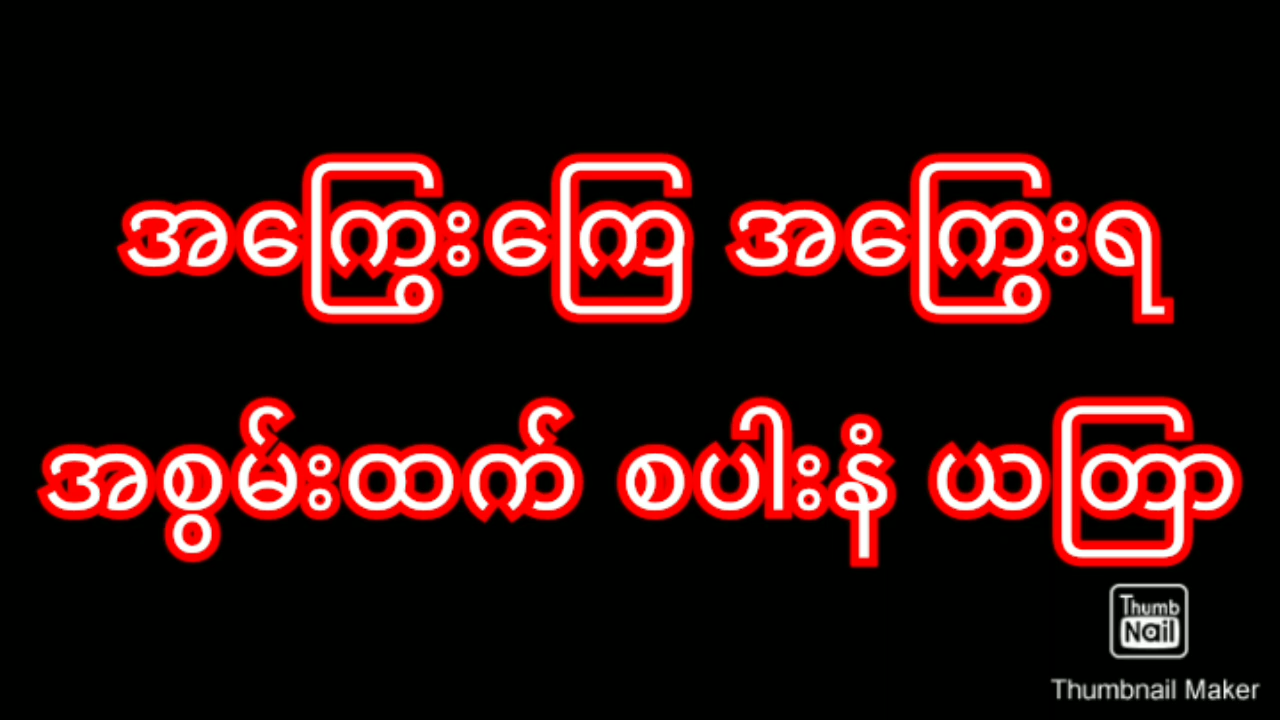 အကြွေးကြေ အကြွေးရ
အစွမ်းထက် စပါးနံ ယတြာ
Thumb
Nail
Thumbnail Maker